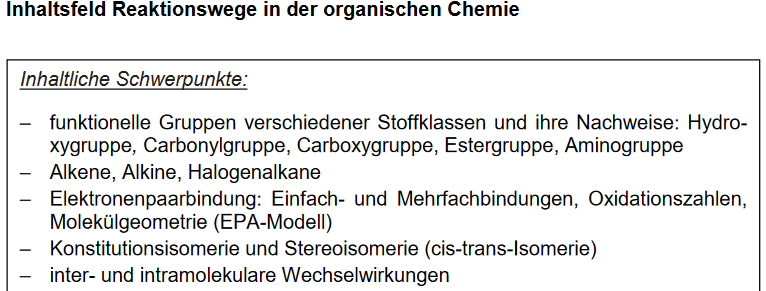 Inhaltsfeld Reaktionswege in der organischen Chemie
Inhaltliche Schwerpunkte:
– funktionelle Gruppen verschiedener Stoffklassen und ihre Nachweise: Hydro-
xygruppe, Carbonylgruppe, Carboxygruppe, Estergruppe, Aminogruppe
– Alkene, Alkine, Halogenalkane
– Elektronenpaarbindung: Einfach- und Mehrfachbindungen, Oxidationszahlen,
Molekülgeometrie (EPA-Modell)
– Konstitutionsisomerie und Stereoisomerie (cis-trans-Isomerie)
– inter- und intramolekulare Wechselwirkungen